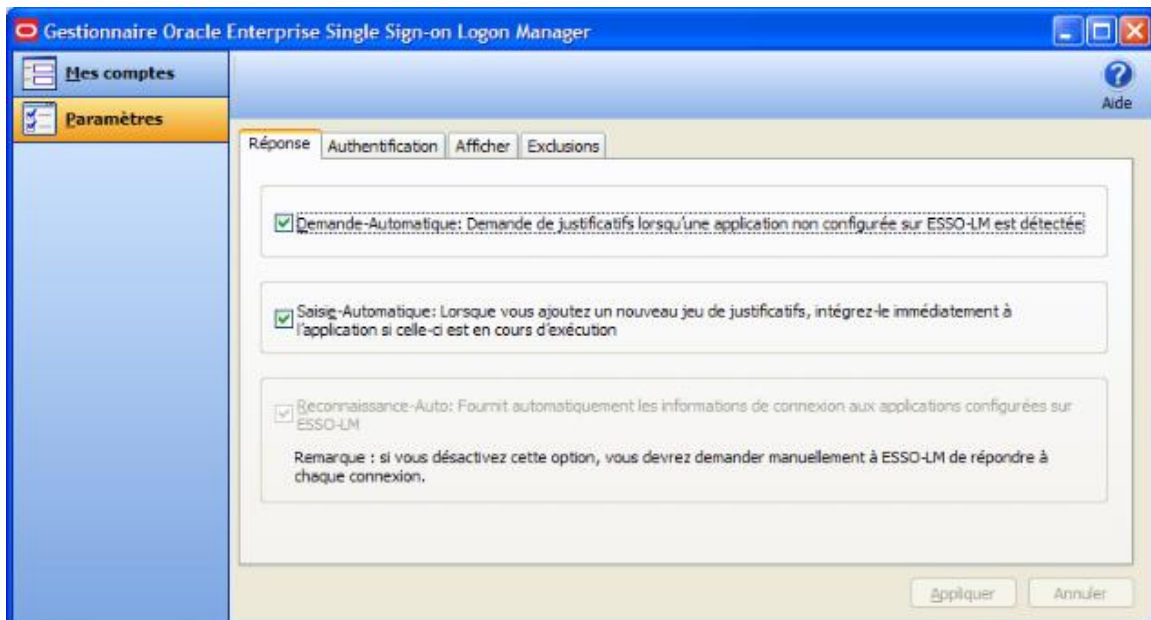 Gestionnaire Oracle Enterprise Single Sign-on Logon Manager
Mes comptes
Paramètres
Aide
Réponse
Authentification
Afficher
Exclusions
Demande-Automatique: Demande de justificatifs lorsqu'une application non configurée sur ESSO-LM est détectée
Saisie-Automatique: Lorsque vous ajoutez un nouveau jeu de justificatifs, intégrez-le immédiatement à
l'application si celle-ci est en cours d'exécution
Reconnaissance-Auto: Fournit automatiquement les informations de connexion aux applications configurées sur
ESSO-LM
Remarque : si vous désactivez cette option, vous devrez demander manuellement à ESSO-LM de répondre à
chaque connexion.
Appliquer
Annuler